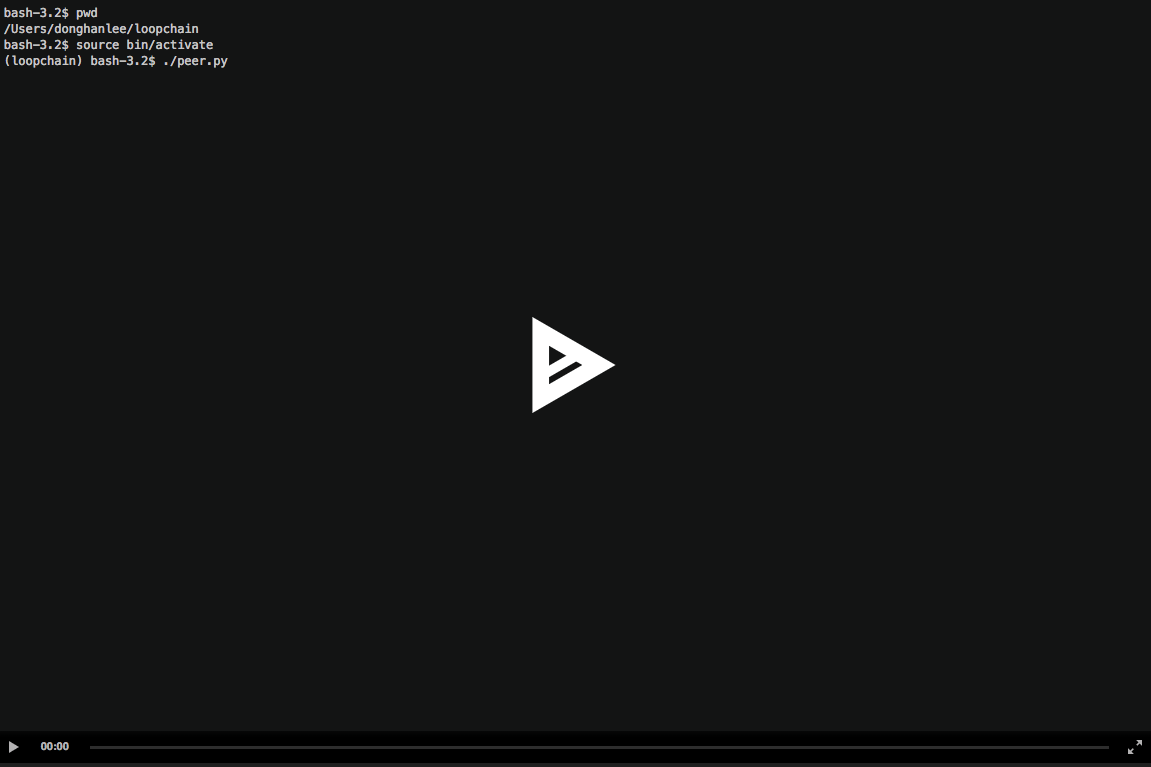 bash-3.2$ pwd
/Users/donghanlee/loopchain
bash-3.2$ source bin/activate
(loopchain) bash-3.2$ ./peer.py
00:00